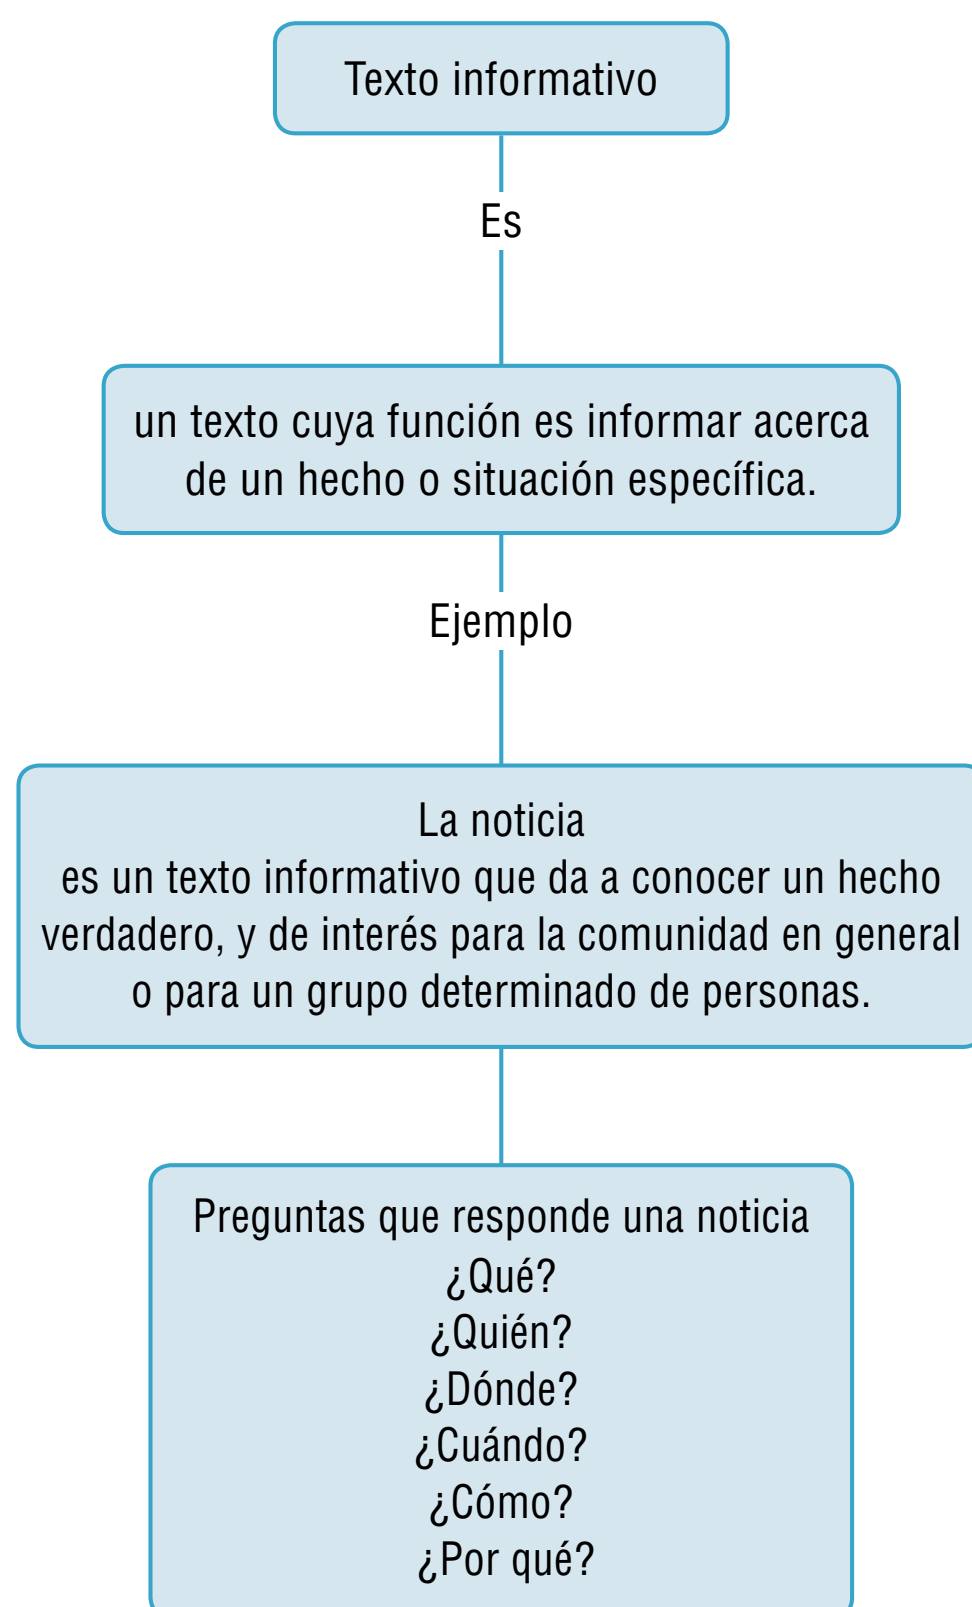 Texto informativo
Es
un texto cuya función es informar acerca
de un hecho o situación específica.
Ejemplo
La noticia
es un texto informativo que da a conocer un hecho
verdadero, y de interés para la comunidad en general
o para un grupo determinado de personas.
Preguntas que responde una noticia
¿Qué?
¿Quién?
¿Dónde?
¿Cuándo?
¿Cómo?
¿Por qué?